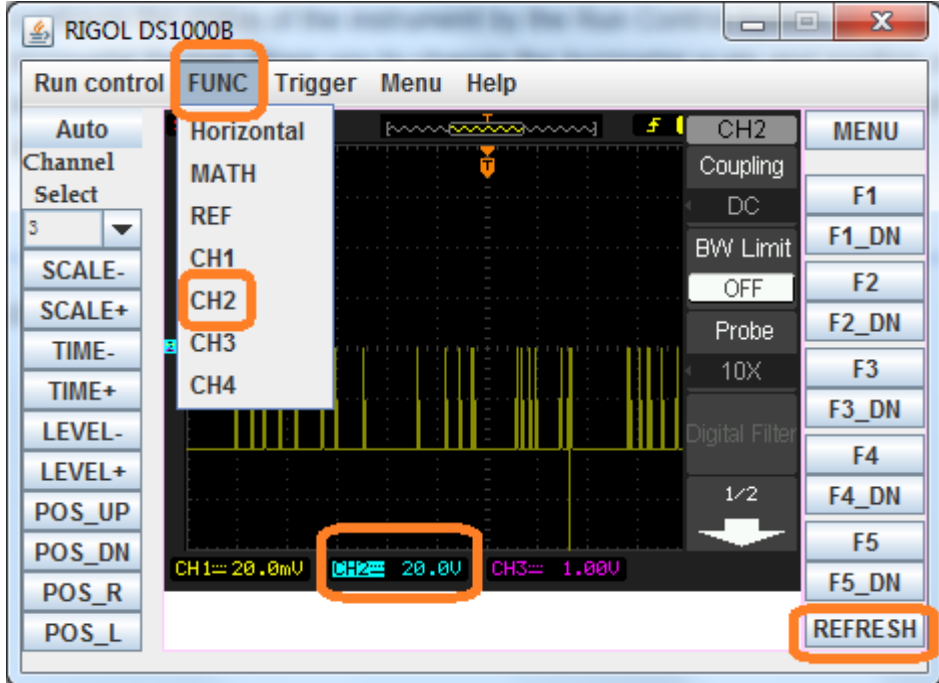 RIGOL DS1000B
Run control FUNC Trigger Menu Help
Auto
Channel
Select
3
SCALE-
SCALE+
TIME-
TIME+
LEVEL-
LEVEL+
POS_UP
POS_DN
POS_R
POS_L
Horizontal
MATH
REF
CH1
CH2
CH3
CH4
T
T
2
CH1 20.0mV CH2 20.0V CH3 1.00V
CH2
Coupling
DC
BW Limit
OFF
Probe
10X
Digital Filter
1/2
MENU
F1
F1_DN
F2
F2_DN
F3
F3_DN
F4
F4_DN
F5
F5_DN
REFRESH